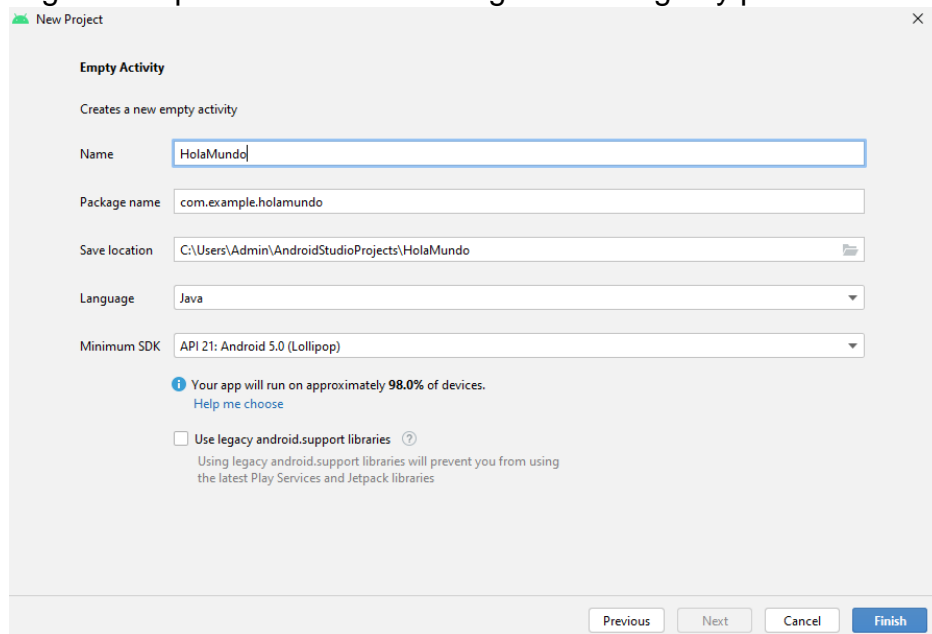 New Project
Empty Activity
Creates a new empty activity
Name HolaMundo
Package name com.example.holamundo
Save location C:\Users\Admin\AndroidStudioProjects\HolaMundo
Language Java
Minimum SDK API 21: Android 5.0 (Lollipop)
Your app will run on approximately 98.0% of devices.
Help me choose
Use legacy android.support libraries ?
Using legacy android.support libraries will prevent you from using
the latest Play Services and Jetpack libraries
Previous Next Cancel Finish